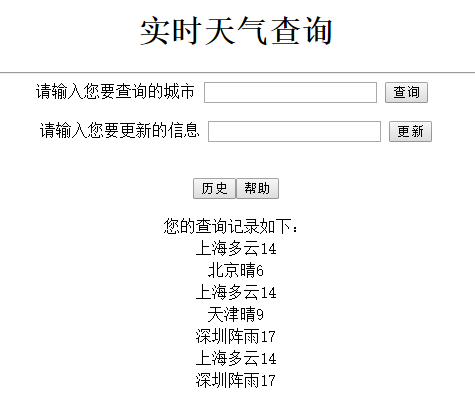 实时天气查询
请输入您要查询的城市 查询
请输入您要更新的信息 更新
历史 帮助
您的查询记录如下：
上海多云14
北京晴6
上海多云14
天津晴9
深圳阵雨17
上海多云14
深圳阵雨17